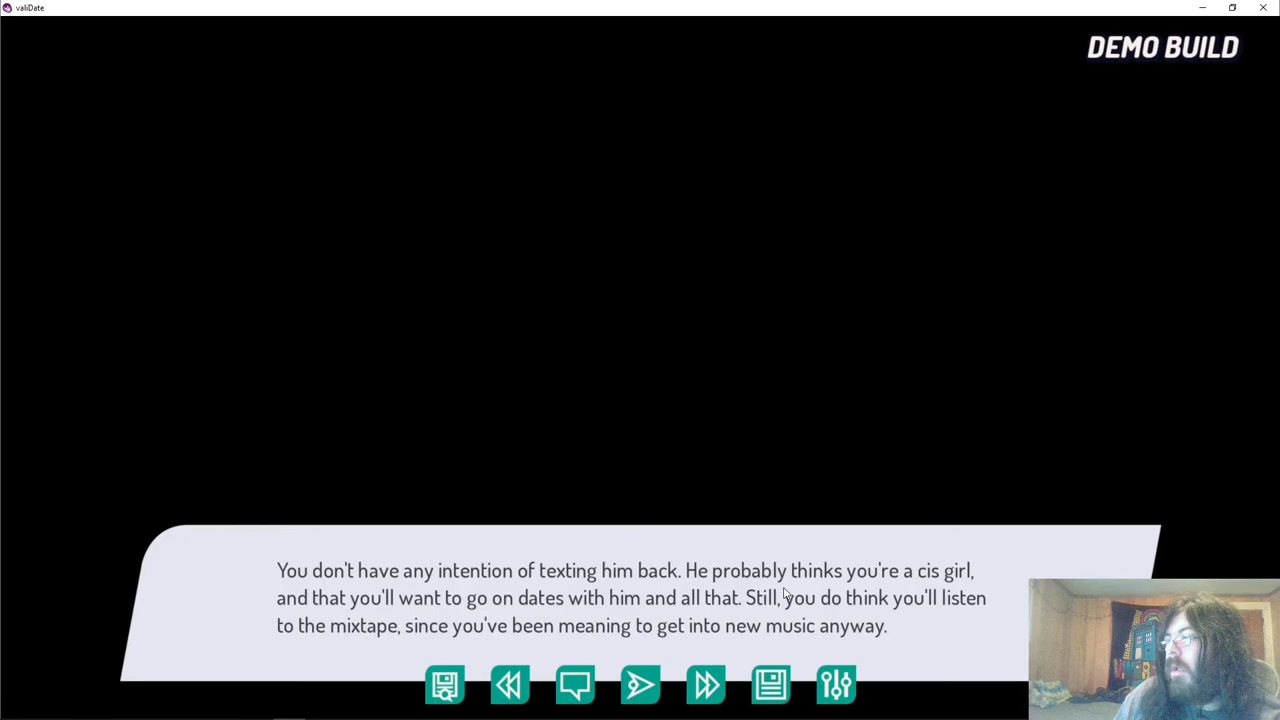 valiDate
DEMO BUILD
You don't have any intention of texting him back. He probably thinks you're a cis girl,
and that you'll want to go on dates with him and all that. Still, you do think you'll listen
to the mixtape, since you've been meaning to get into new music anyway.